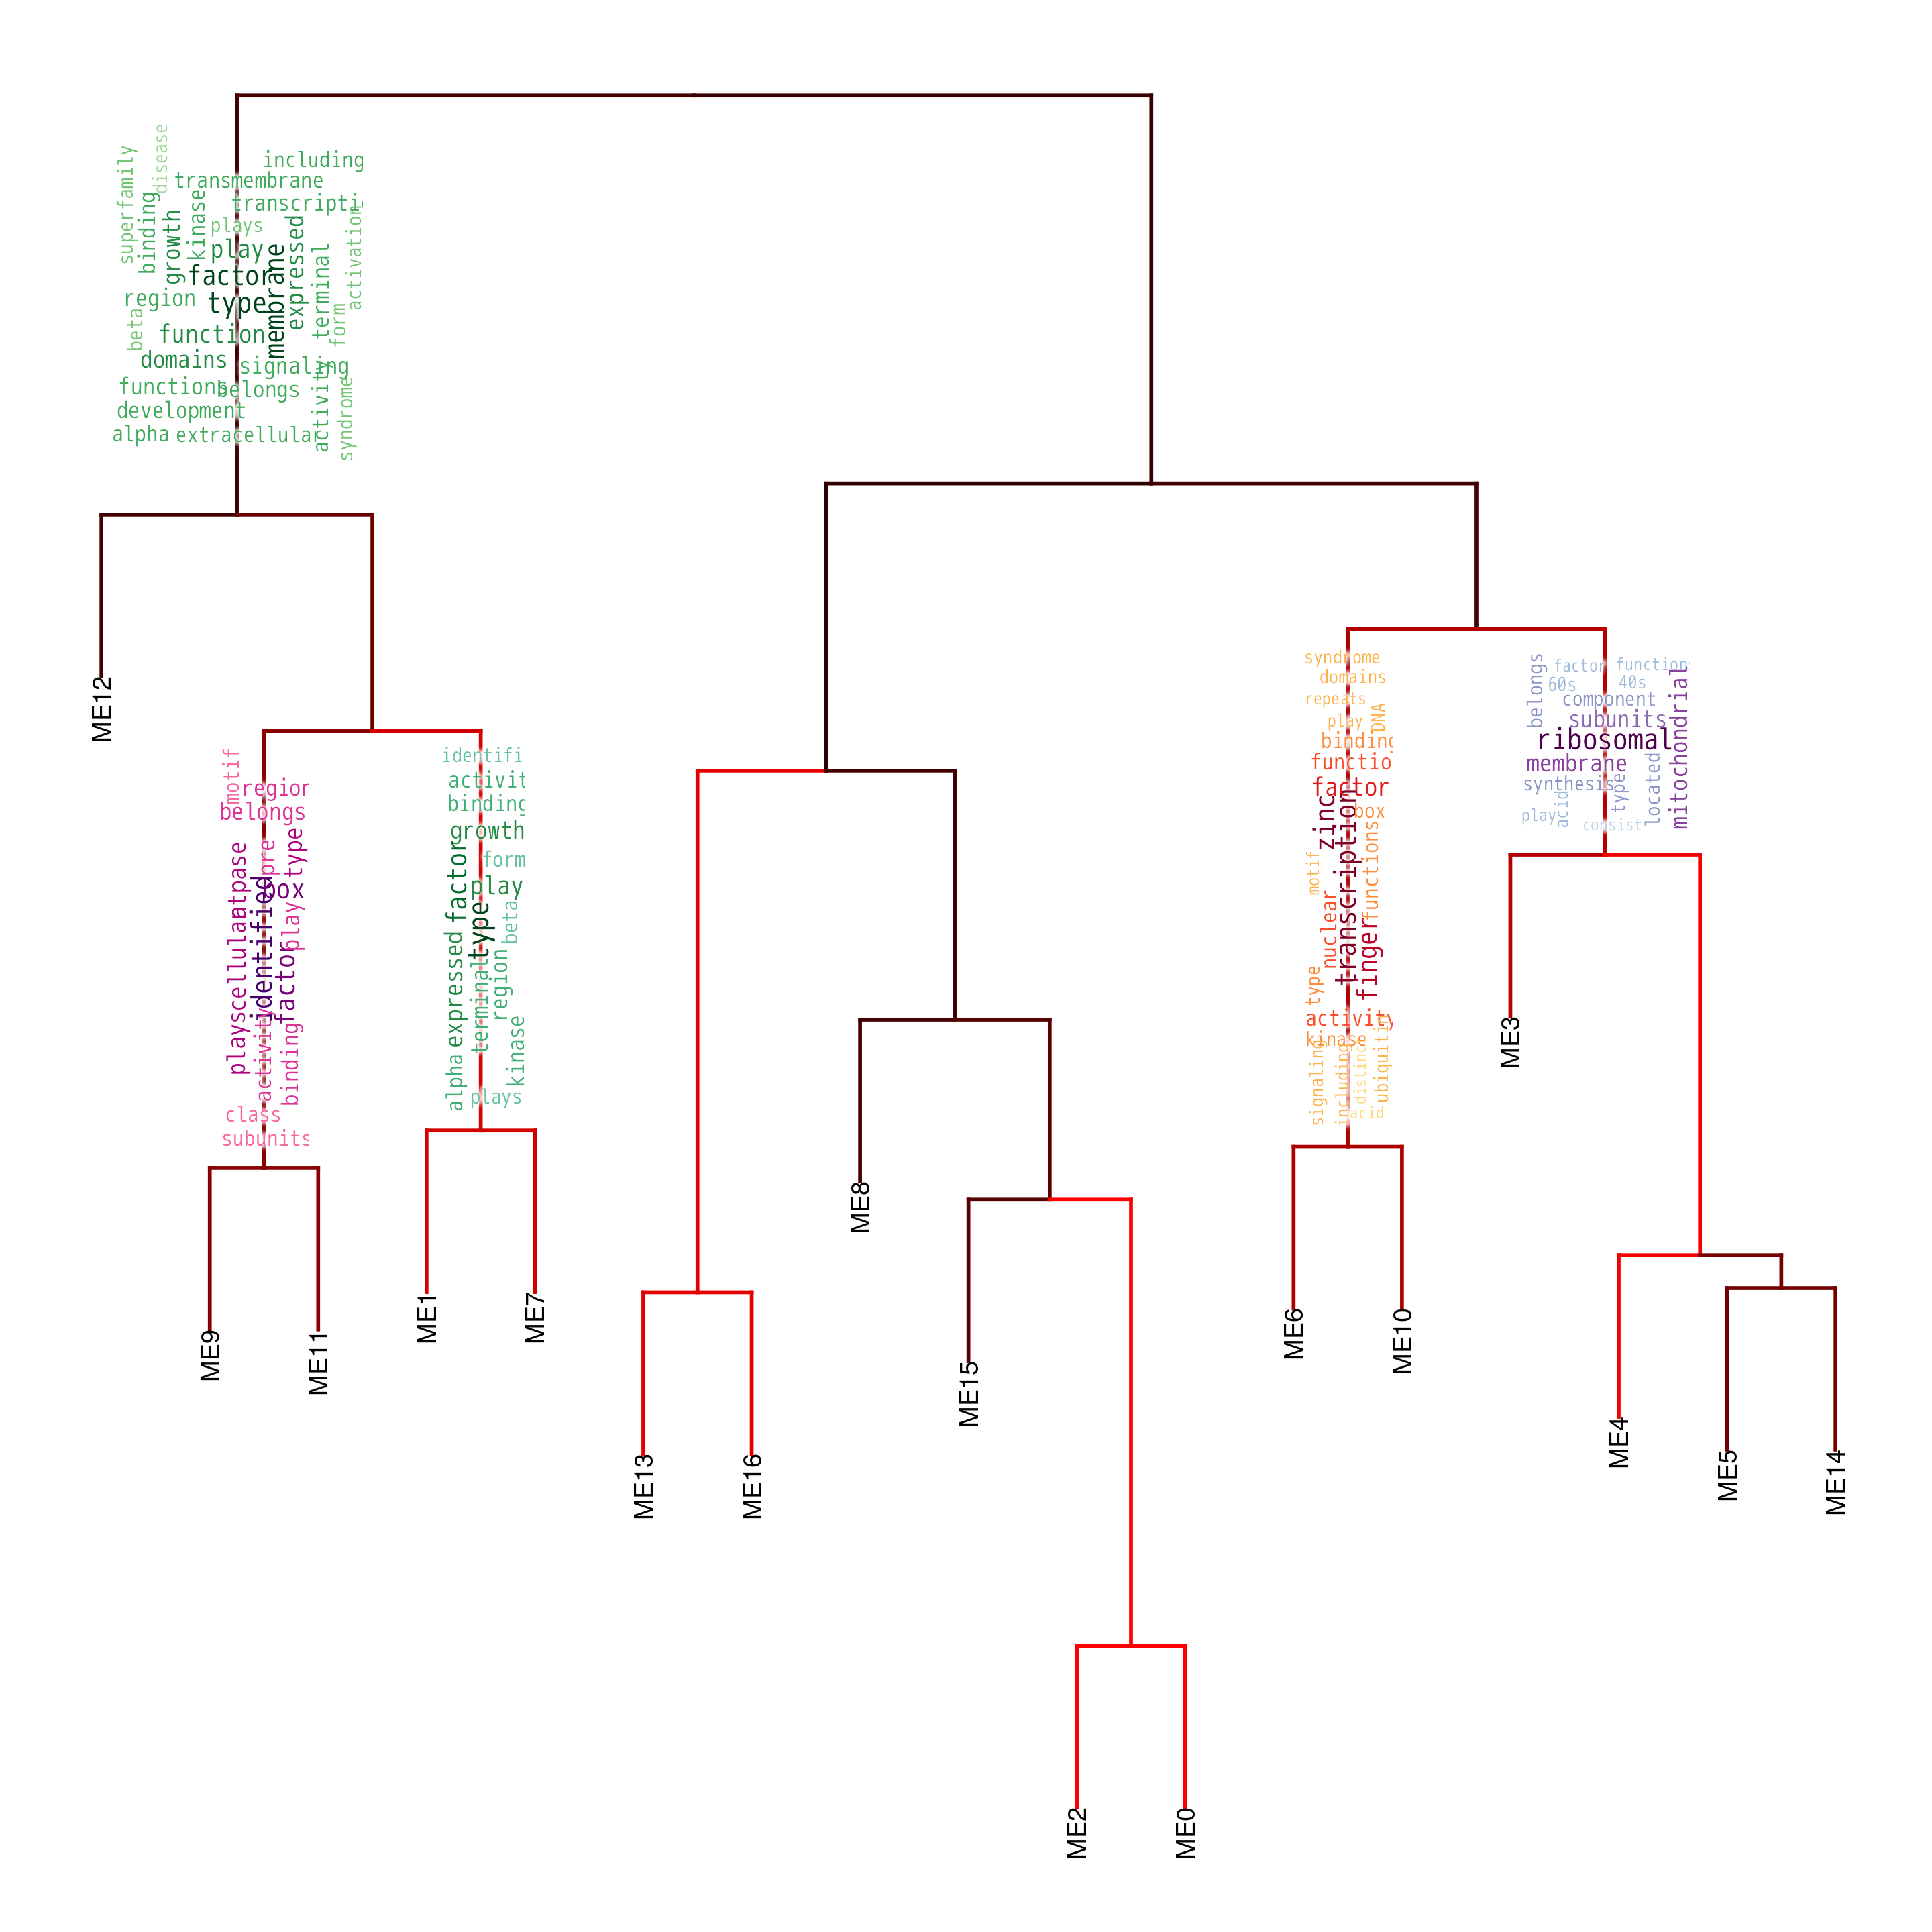 disease
superfamily
including
transmembrane
binding
kinase
transcripti
activation
growth
plays
expressed
play
membrane
terminal
factor
region
type
form
beta
function
domains
signaling
activity
functions
belongs
syndrome
development
alpha
extracellular
ME12
motif
region
belongs
type
pre
atpase
box
identified
play
cellular
factor
plays
activity
binding
class
subunits
identifi
activit
binding
growth
factor
form
play
type
beta
expressed
region
terminal
kinase
alpha
plays
syndrome
domains
repeats
DNA
play
binding
functio
factor
zinc
box
transcription
functions
motif
nuclear
finger
type
activity
kinase
ubiquitin
signaling
including
distinc
acid
belongs
factor
function
60s
40s
mitochondrial
component
subunits
ribosomal
membrane
located
type
synthesis
acid
play
consist
ME3
ME8
ME9
ME11
ME1
ME7
ME15
ME6
ME10
ME13
ME16
ME4
ME5
ME14
ME2
ME0